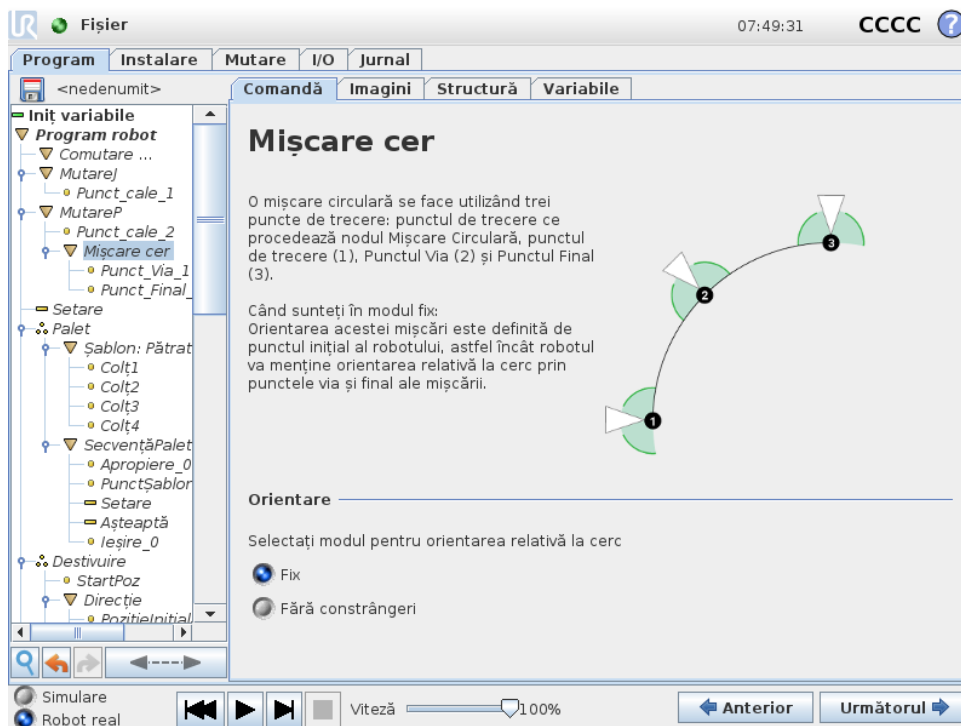 UR Fișier 07:49:31 CCCC ?
Program Instalare Mutare I/O Jurnal
<nedenumit>
Comandă Imagini Structură Variabile
Iniț variabile
Program robot
Comutare ...
MutareJ
Punct_cale_1
MutareP
Punct_cale_2
Mișcare cer
Punct_Via_1
Punct_Final_
Setare
Palet
Șablon: Pătrat
Colț1
Colț2
Colț3
Colț4
SecvențăPalet
Apropiere_0
PunctȘablor
Setare
Așteaptă
Ieșire_0
Destivuire
StartPoz
Direcție
PozițieInițial
Mișcare cer
O mișcare circulară se face utilizând trei
puncte de trecere: punctul de trecere ce
procedează nodul Mișcare Circulară, punctul
de trecere (1), Punctul Via (2) și Punctul Final
(3).
Când sunteți în modul fix:
Orientarea acestei mișcări este definită de
punctul inițial al robotului, astfel încât robotul
va menține orientarea relativă la cerc prin
punctele via și final ale mișcării.
3
2
1
Orientare
Selectați modul pentru orientarea relativă la cerc
Fix
Fără constrângeri
Simulare
Robot real
Viteză 100%
Anterior Următorul